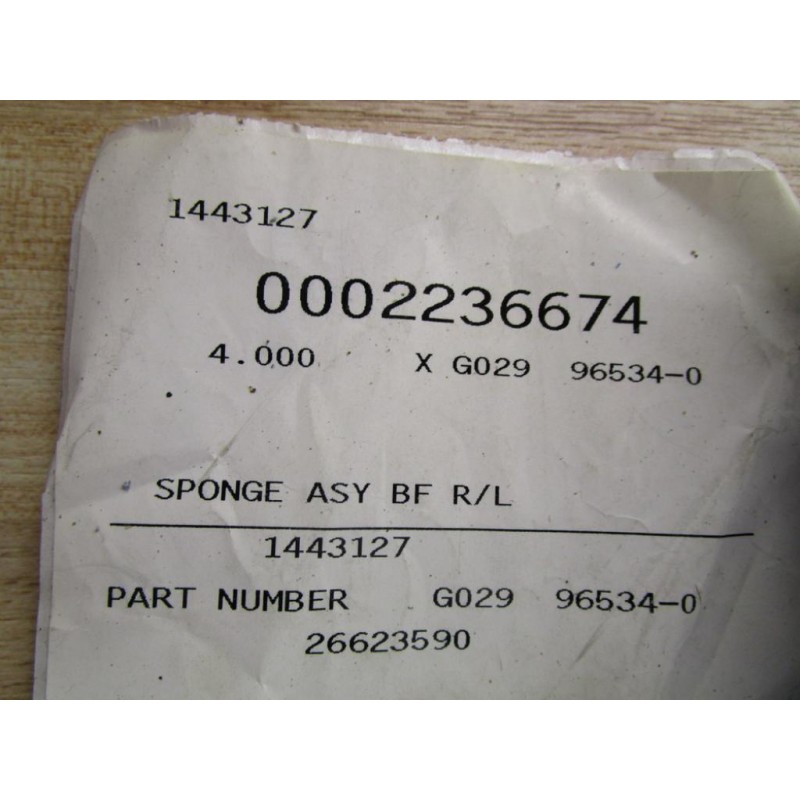 1443127
0002236674
4.000 X G029 96534-0
SPONGE ASY BF R/L
1443127
PART NUMBER G029 96534-0
26623590